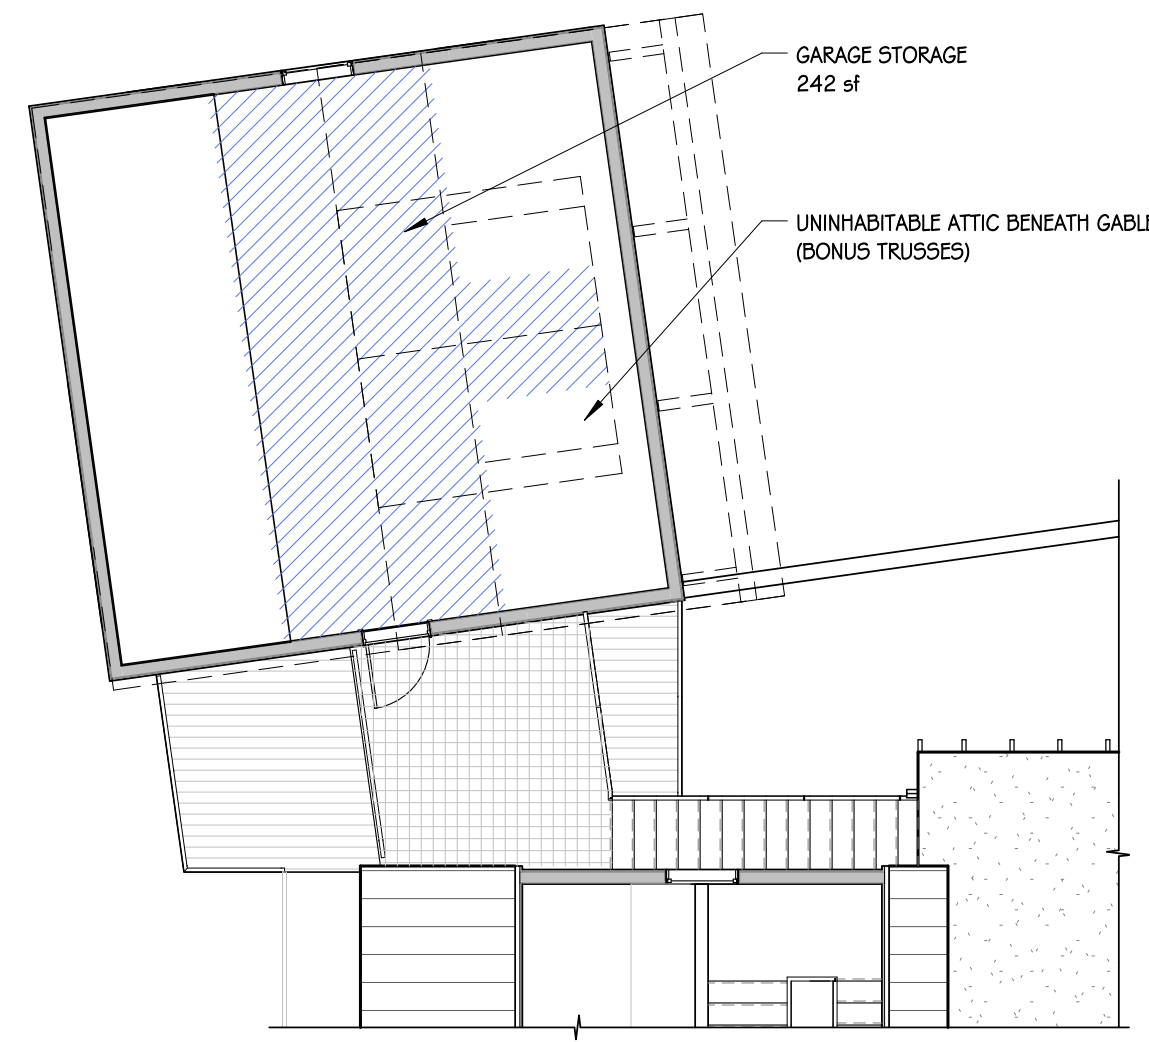 GARAGE STORAGE
242 sf
UNINHABITABLE ATTIC BENEATH GABLE
(BONUS TRUSSES)